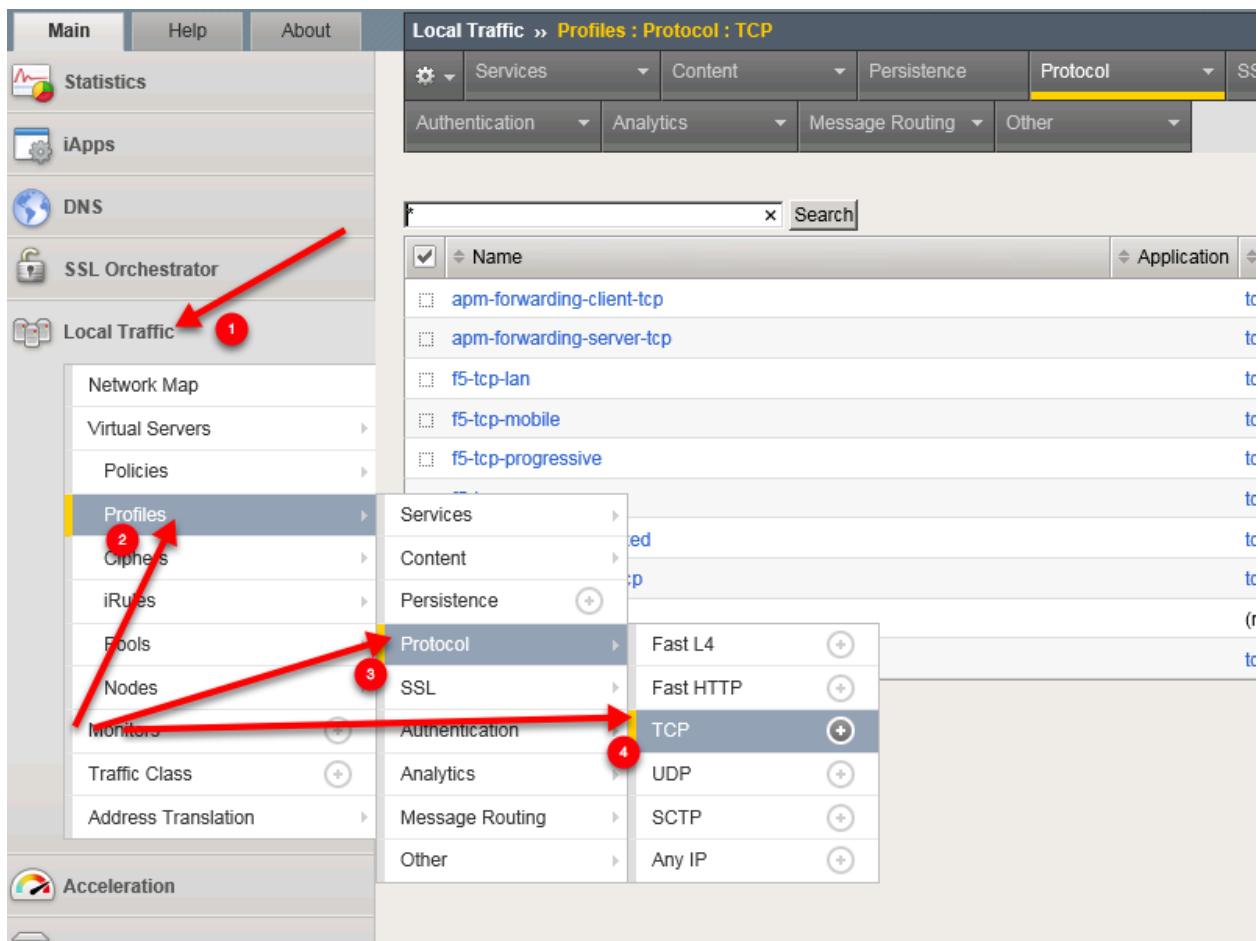 Main Help About
Local Traffic ›› Profiles : Protocol : TCP
Services Content Persistence Protocol
Authentication Analytics Message Routing Other
Statistics
iApps
DNS
SSL Orchestrator
Local Traffic 1
Network Map
Virtual Servers
Policies
Profiles
2
Ciphers
iRules
Pools
Nodes
Monitors
Traffic Class
Address Translation
Acceleration
Services
Content
Persistence
Protocol
3
SSL
Authentication
Analytics
Message Routing
Other
Fast L4
Fast HTTP
TCP
4
UDP
SCTP
Any IP
* × Search
Name Application
apm-forwarding-client-tcp
apm-forwarding-server-tcp
f5-tcp-lan
f5-tcp-mobile
f5-tcp-progressive